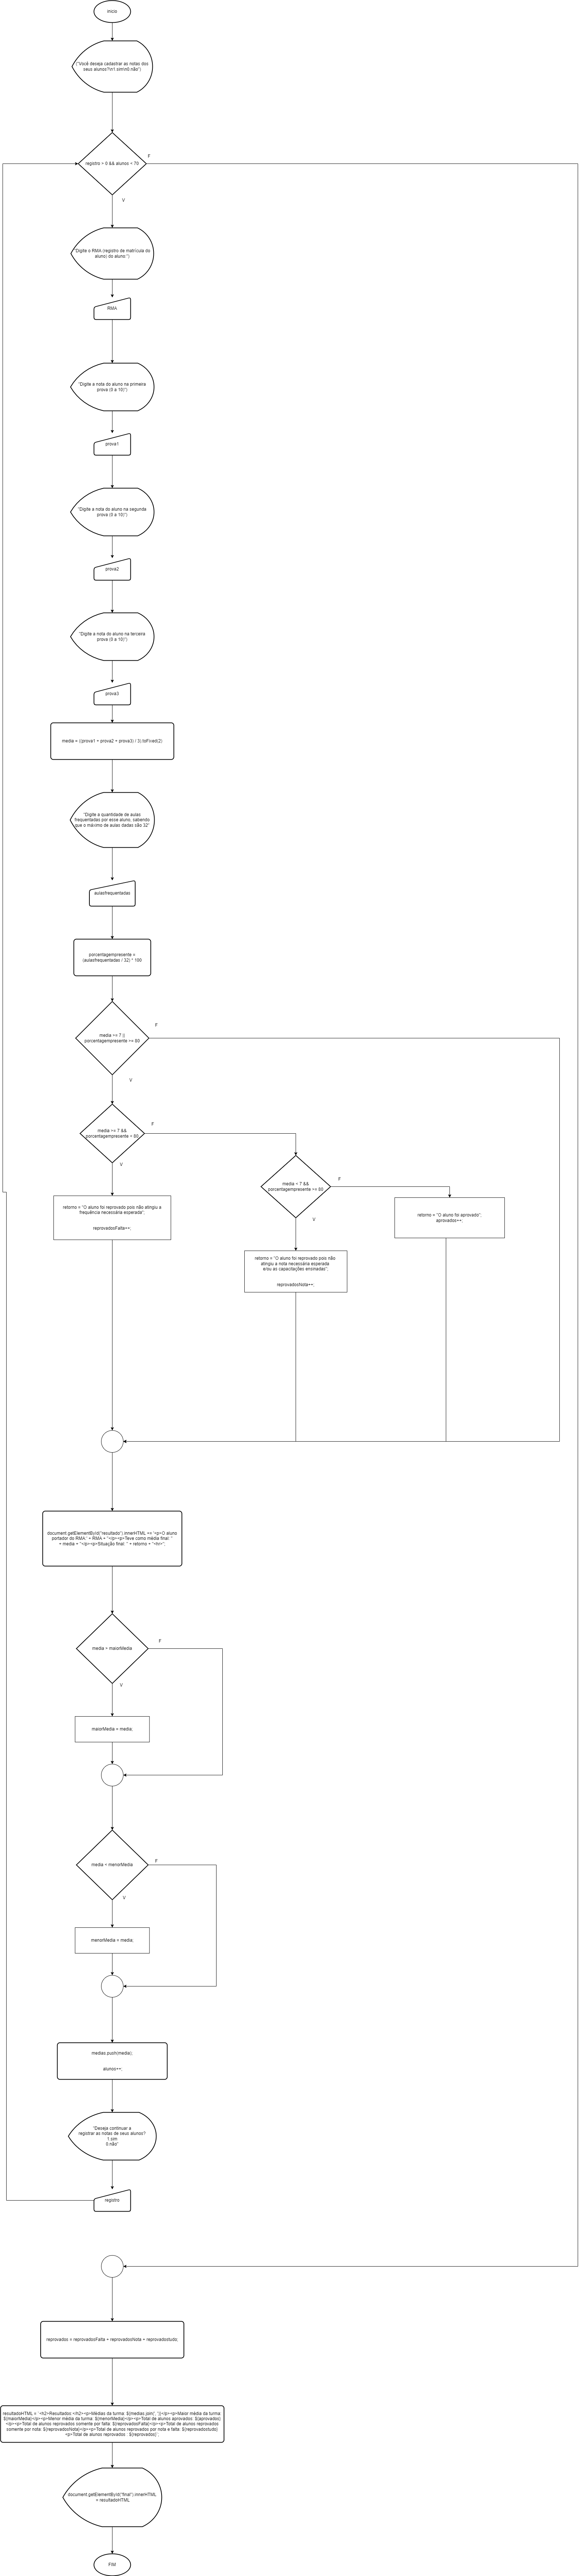 inicio
("Você deseja cadastrar as notas dos
seus alunos?\n1 sim\n0 não")
registro > 0 && alunos < 70
F
V
"Digite o RMA (registro de matrícula do
aluno) do aluno:")
RMA
"Digite a nota do aluno na primeira
prova (0 a 10)")
prova1
"Digite a nota do aluno na segunda
prova (0 a 10)")
prova2
"Digite a nota do aluno na terceira
prova (0 a 10)")
prova3
media = ((prova1 + prova2 + prova3) / 3).toFixed(2)
"Digite a quantidade de aulas
frequentadas por esse aluno, sabendo
que o máximo de aulas dadas são 32"
aulasfrequentadas
porcentagempresente =
(aulasfrequentadas / 32) * 100
F
media >= 7 ||
porcentagempresente >= 80
V
F
media >= 7 &&
porcentagempresente < 80
V
F
media < 7 &&
porcentagempresente >= 80
V
retorno = "O aluno foi reprovado pois não atingiu a
frequência necessária esperada";
reprovadosFalta++;
retorno = "O aluno foi aprovado";
aprovados++;
retorno = "O aluno foi reprovado pois não
atingiu a nota necessária esperada
e/ou as capacitações ensinadas";
reprovadosNota++;
document.getElementById("resultado").innerHTML += "<p>O aluno
portador do RMA:" + RMA + "</p><p>Teve como média final: "
+ media + "</p><p>Situação final: " + retorno + "<hr>";
F
media > maiorMedia
V
maiorMedia = media;
F
media < menorMedia
V
menorMedia = media;
medias.push(media);
alunos++;
"Deseja continuar a
registrar as notas de seus alunos?
1 sim
0 não"
registro
reprovados = reprovadosFalta + reprovadosNota + reprovadostudo;
resultadoHTML = `<h2>Resultados:</h2><p>Médias da turma: ${medias.join(", ")}</p><p>Maior média da turma:
${maiorMedia}</p><p>Menor média da turma: ${menorMedia}</p><p>Total de alunos aprovados: ${aprovados}
</p><p>Total de alunos reprovados somente por falta: ${reprovadosFalta}</p><p>Total de alunos reprovados
somente por nota: ${reprovadosNota}</p><p>Total de alunos reprovados por nota e falta: ${reprovadostudo}
<p>Total de alunos reprovados : ${reprovados}`;
document.getElementById("final").innerHTML
= resultadoHTML
FIM